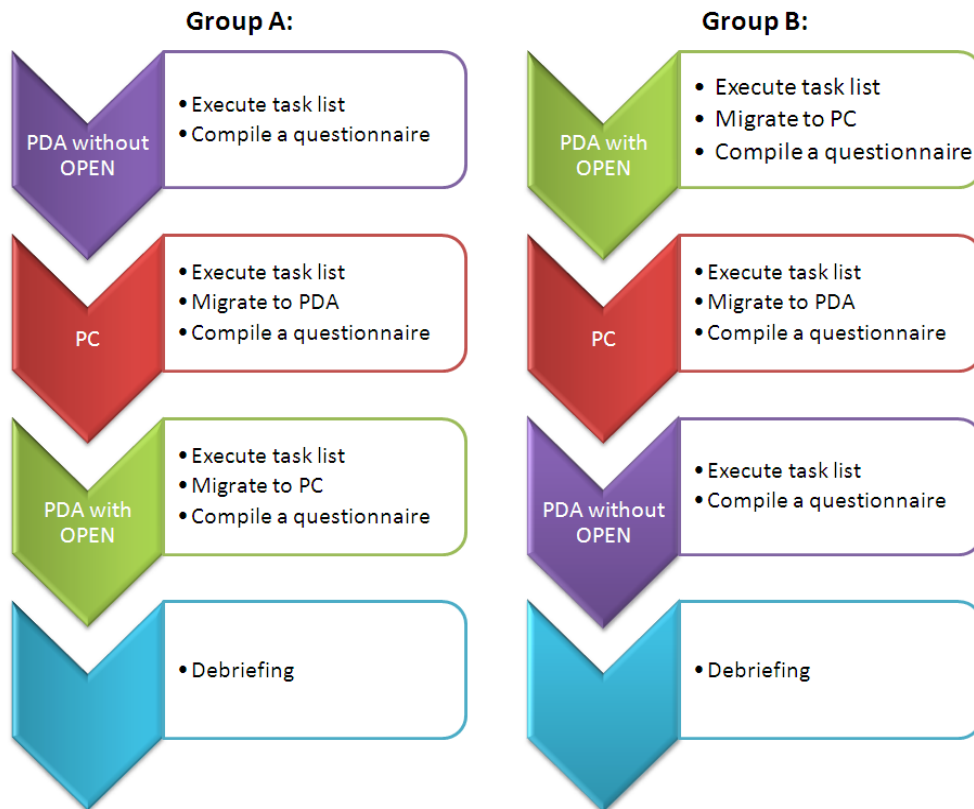 Group A:
PDA without
OPEN
• Execute task list
• Compile a questionnaire
PC
• Execute task list
• Migrate to PDA
• Compile a questionnaire
PDA with
OPEN
• Execute task list
• Migrate to PC
• Compile a questionnaire
• Debriefing
Group B:
PDA with
OPEN
• Execute task list
• Migrate to PC
• Compile a questionnaire
PC
• Execute task list
• Migrate to PDA
• Compile a questionnaire
PDA without
OPEN
• Execute task list
• Compile a questionnaire
• Debriefing